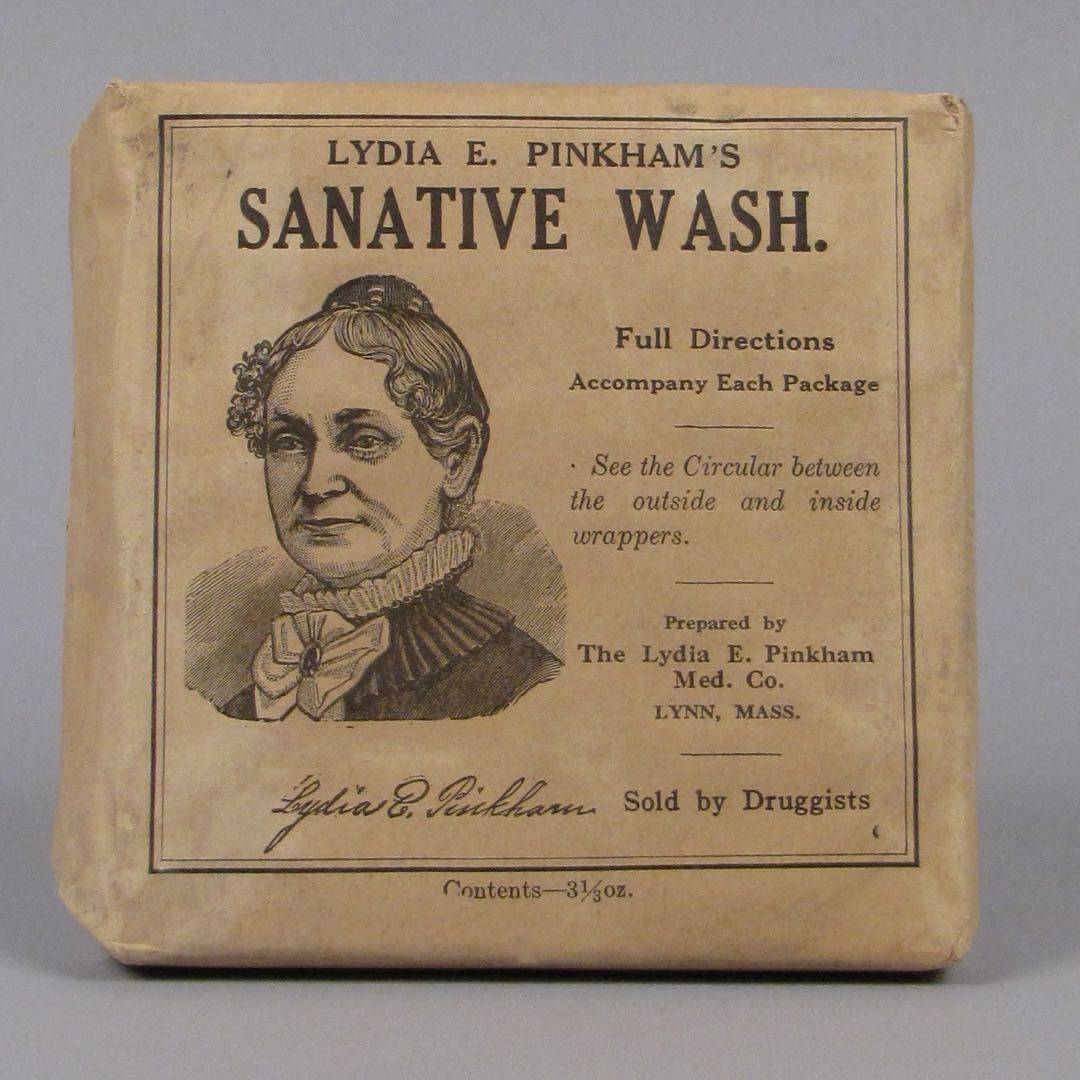 LYDIA E. PINKHAM'S
SANATIVE WASH.
Full Directions
Accompany Each Package
See the Circular between
the outside and inside
wrappers.
Prepared by
The Lydia E. Pinkham
Med. Co.
LYNN, MASS.
Lydia E. Pinkham
Sold by Druggists
Contents—3⅓oz.